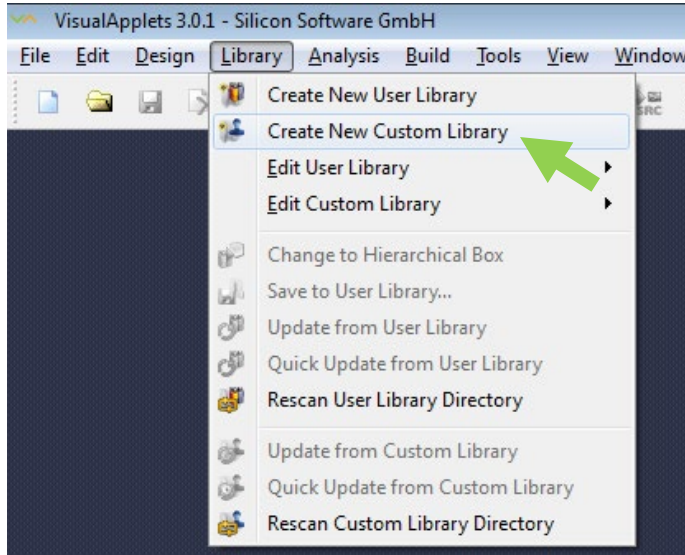 VisualApplets 3.0.1 - Silicon Software GmbH
File Edit Design Library Analysis Build Tools View Window
SRC
Create New User Library
Create New Custom Library
Edit User Library
Edit Custom Library
Change to Hierarchical Box
Save to User Library...
Update from User Library
Quick Update from User Library
Rescan User Library Directory
Update from Custom Library
Quick Update from Custom Library
Rescan Custom Library Directory